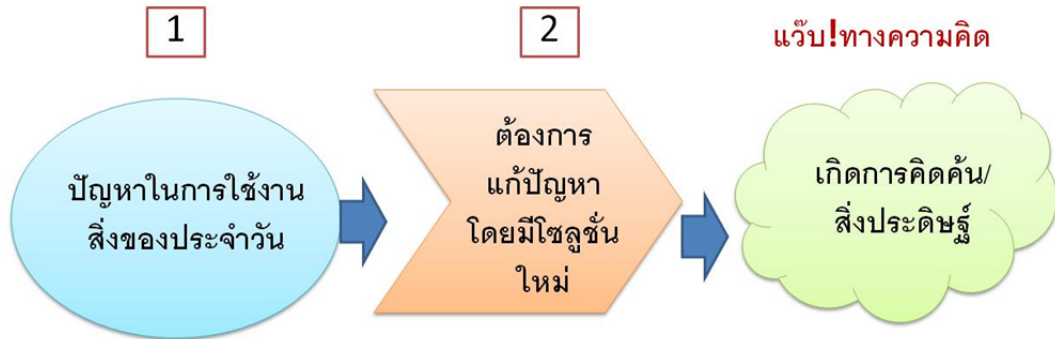 1
2
แว๊บ!ทางความคิด
ปัญหาในการใช้งาน
สิ่งของประจำวัน
ต้องการ
แก้ปัญหา
โดยมีโซลูชั่น
ใหม่
เกิดการคิดค้น/
สิ่งประดิษฐ์